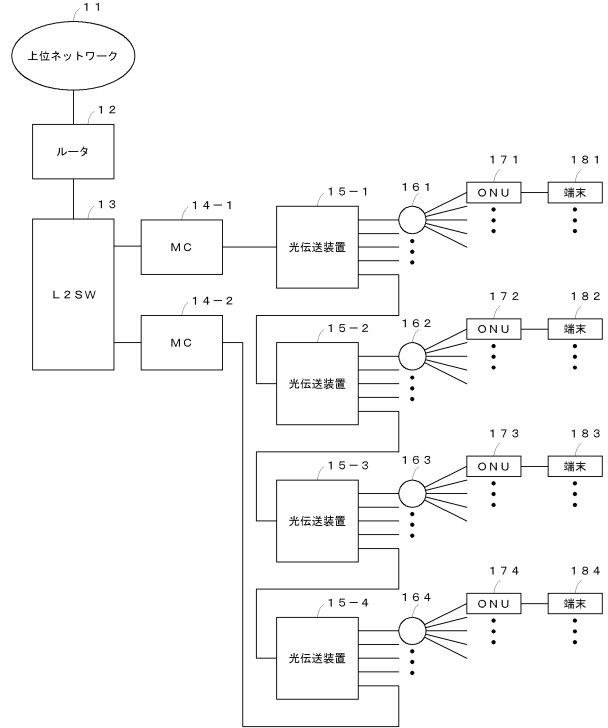 １１
上位ネットワーク
１２
ルータ
１３
Ｌ２ＳＷ
１４－１
ＭＣ
１４－２
ＭＣ
１５－１
光伝送装置
１６１
１７１
ＯＮＵ
１８１
端末
１５－２
光伝送装置
１６２
１７２
ＯＮＵ
１８２
端末
１５－３
光伝送装置
１６３
１７３
ＯＮＵ
１８３
端末
１５－４
光伝送装置
１６４
１７４
ＯＮＵ
１８４
端末